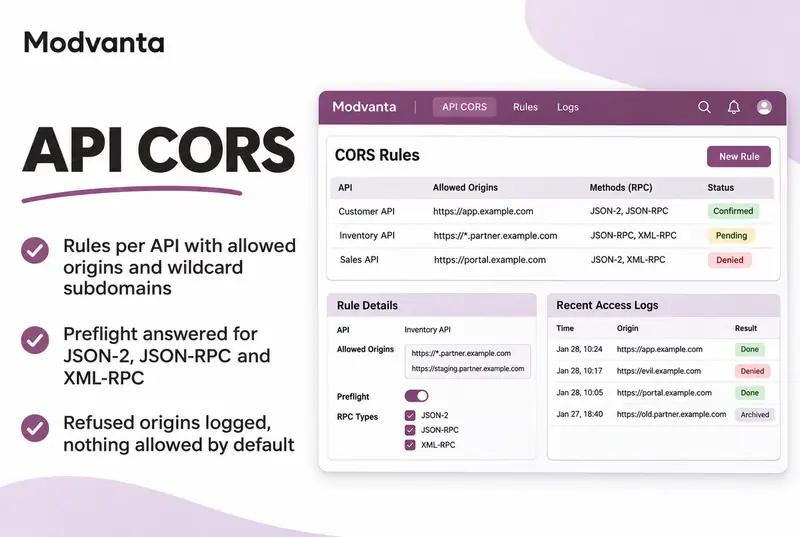 Modvanta
API CORS
Rules per API with allowed
origins and wildcard
subdomains
Preflight answered for
JSON-2, JSON-RPC and
XML-RPC
Refused origins logged,
nothing allowed by default
Modvanta | API CORS Rules Logs
CORS Rules New Rule
API Allowed Origins Methods (RPC) Status
Customer API https://app.example.com JSON-2, JSON-RPC Confirmed
Inventory API https://*.partner.example.com JSON-RPC, XML-RPC Pending
Sales API https://portal.example.com JSON-2, XML-RPC Denied
Rule Details
API Inventory API
Allowed Origins https://*.partner.example.com
https://staging.partner.example.com
Preflight
RPC Types JSON-2
JSON-RPC
XML-RPC
Recent Access Logs
Time Origin Result
Jan 28, 10:24 https://app.example.com Done
Jan 28, 10:17 https://evil.example.com Denied
Jan 28, 10:05 https://portal.example.com Done
Jan 27, 18:40 https://old.partner.example.com Archived